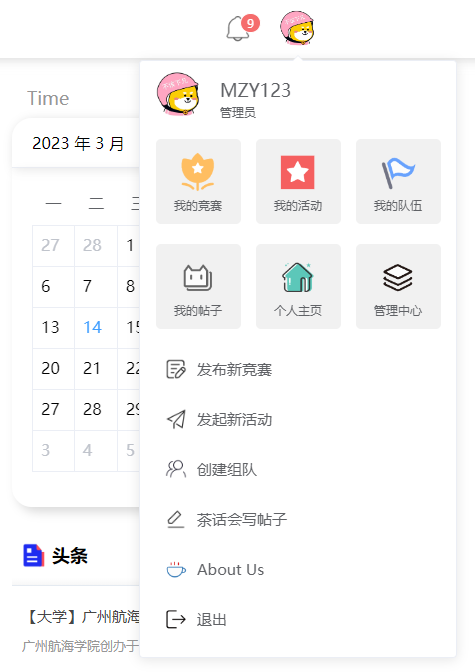 9
Time
MZY123
管理员
2023 年 3 月
我的竞赛 我的活动 我的队伍
一 二
27 28 1
6 7 8
我的帖子 个人主页 管理中心
13 14
20 21 22
发布新竞赛
27 28
发起新活动
3 4 5
创建组队
茶话会写帖子
头条
About Us
【大学】广州航海
退出
广州航海学院创办于